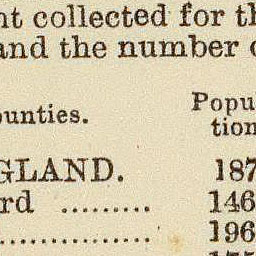 nt collected for th
and the number o
ounties. Popu
tion
GLAND. 187
rd ......... 146
............... 196